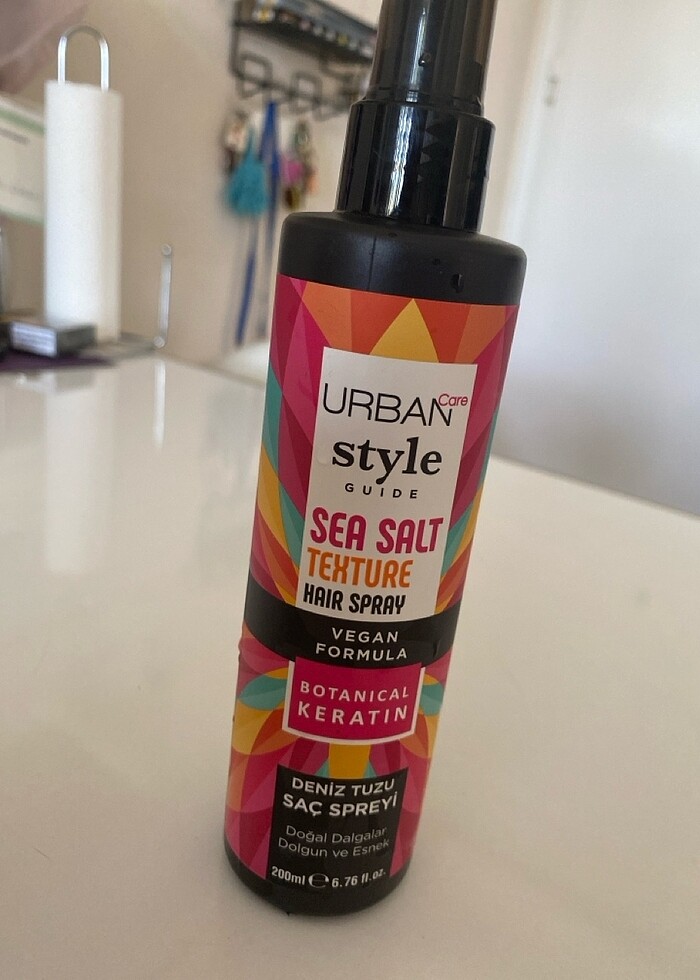 URBAN Care
style
GUIDE
SEA SALT
TEXTURE
HAIR SPRAY
VEGAN
FORMULA
BOTANICAL
KERATIN
DENİZ TUZU
SAÇ SPREYİ
Doğal Dalgalar
Dolgun ve Esnek
200ml ℮ 6.76 fl.oz.